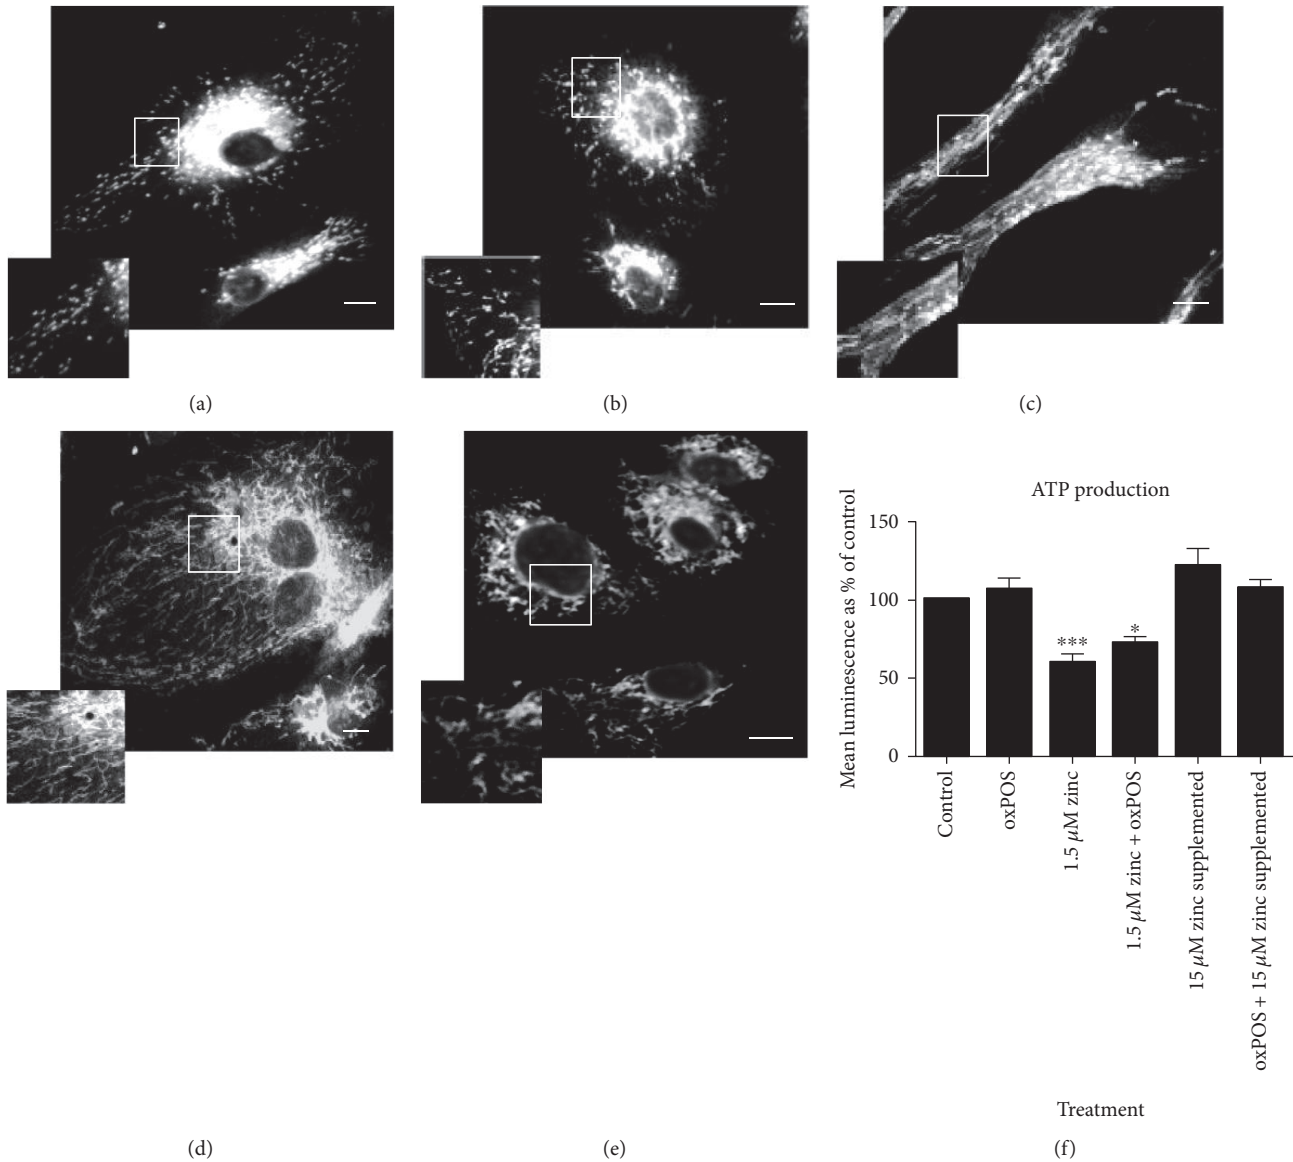 (a)
(b)
(c)
ATP production
Mean luminescence as % of control
150
100
50
0
***
*
Control
oxPOS
1.5 μM zinc
1.5 μM zinc + oxPOS
15 μM zinc supplemented
oxPOS + 15 μM zinc supplemented
Treatment
(d)
(e)
(f)